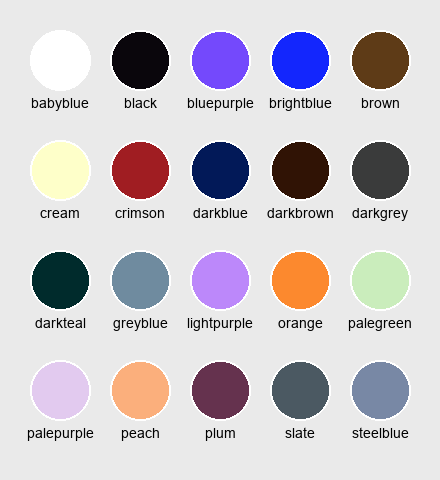 babyblue black bluepurple brightblue brown
cream crimson darkblue darkbrown darkgrey
darkteal greyblue lightpurple orange palegreen
palepurple peach plum slate steelblue